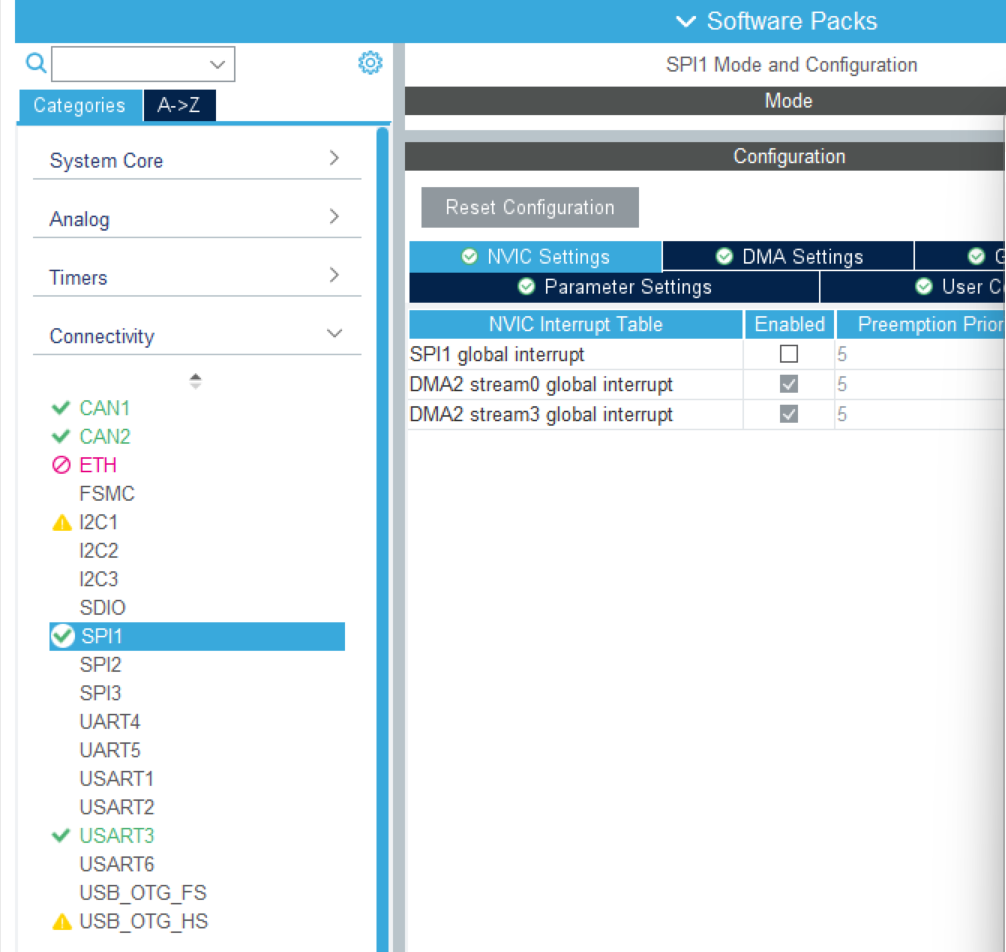 Software Packs
SPI1 Mode and Configuration
Mode
Categories A->Z
System Core
Analog
Timers
Connectivity
CAN1
CAN2
ETH
FSMC
I2C1
I2C2
I2C3
SDIO
SPI1
SPI2
SPI3
UART4
UART5
USART1
USART2
USART3
USART6
USB_OTG_FS
USB_OTG_HS
Configuration
Reset Configuration
NVIC Settings DMA Settings G
Parameter Settings User C
NVIC Interrupt Table Enabled Preemption Prior
SPI1 global interrupt 5
DMA2 stream0 global interrupt 5
DMA2 stream3 global interrupt 5